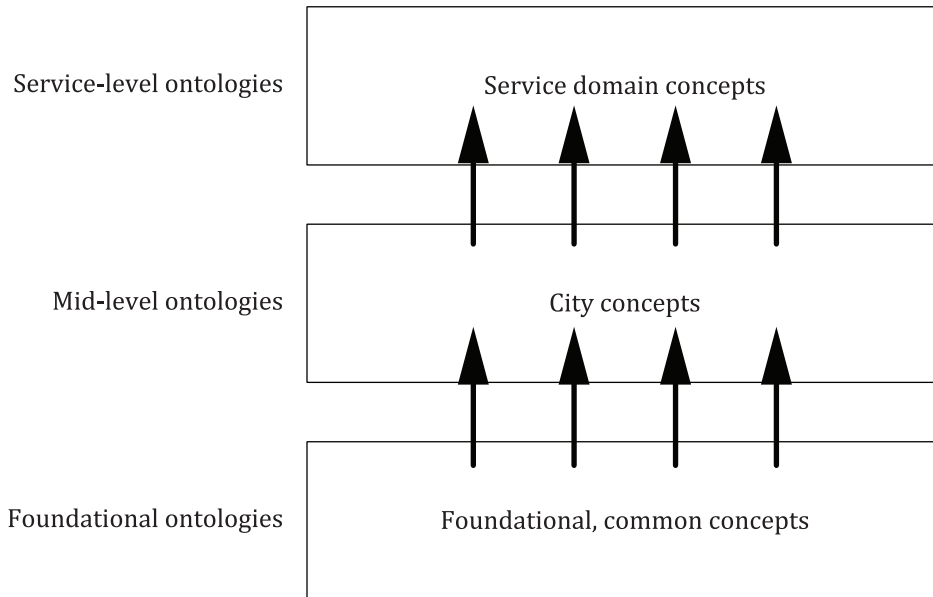 Service-level ontologies
Service domain concepts
Mid-level ontologies
City concepts
Foundational ontologies
Foundational, common concepts